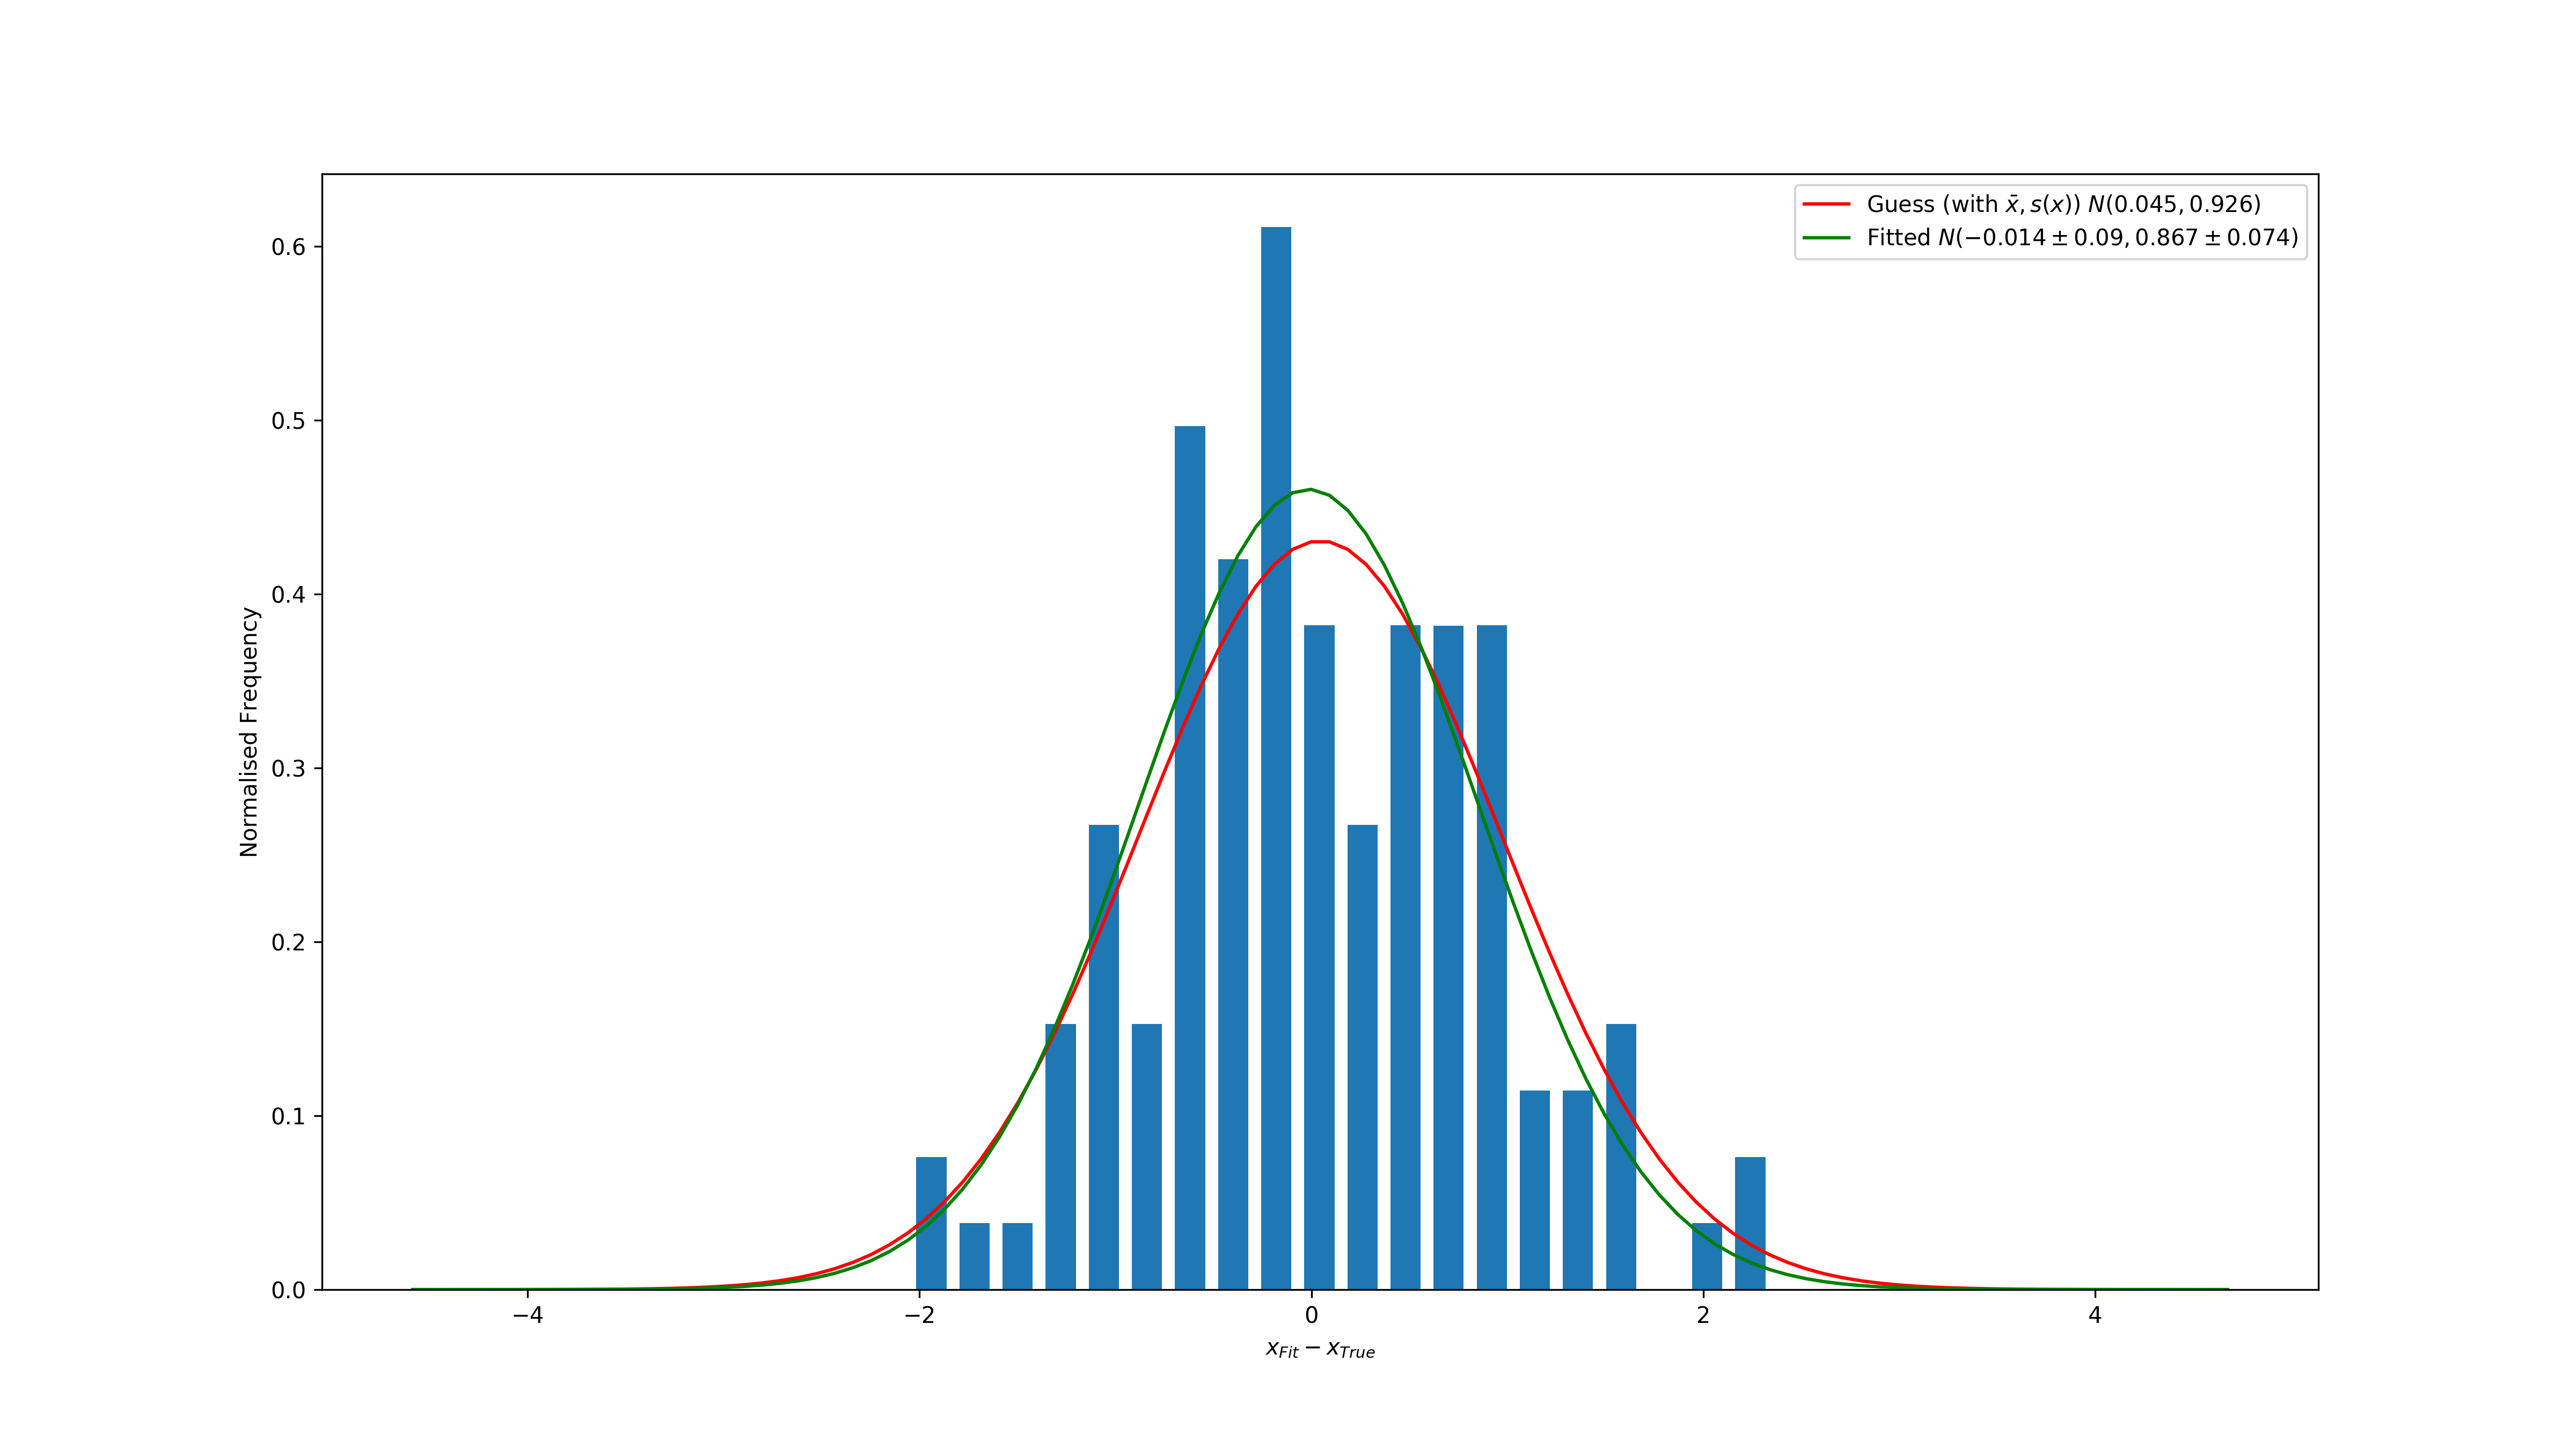 Guess (with x̄, s(x)) N(0.045, 0.926)
Fitted N(−0.014 ± 0.09, 0.867 ± 0.074)
0.6
0.5
0.4
0.3
0.2
0.1
0.0
Normalised Frequency
−4 −2 0 2 4
x_Fit − x_True